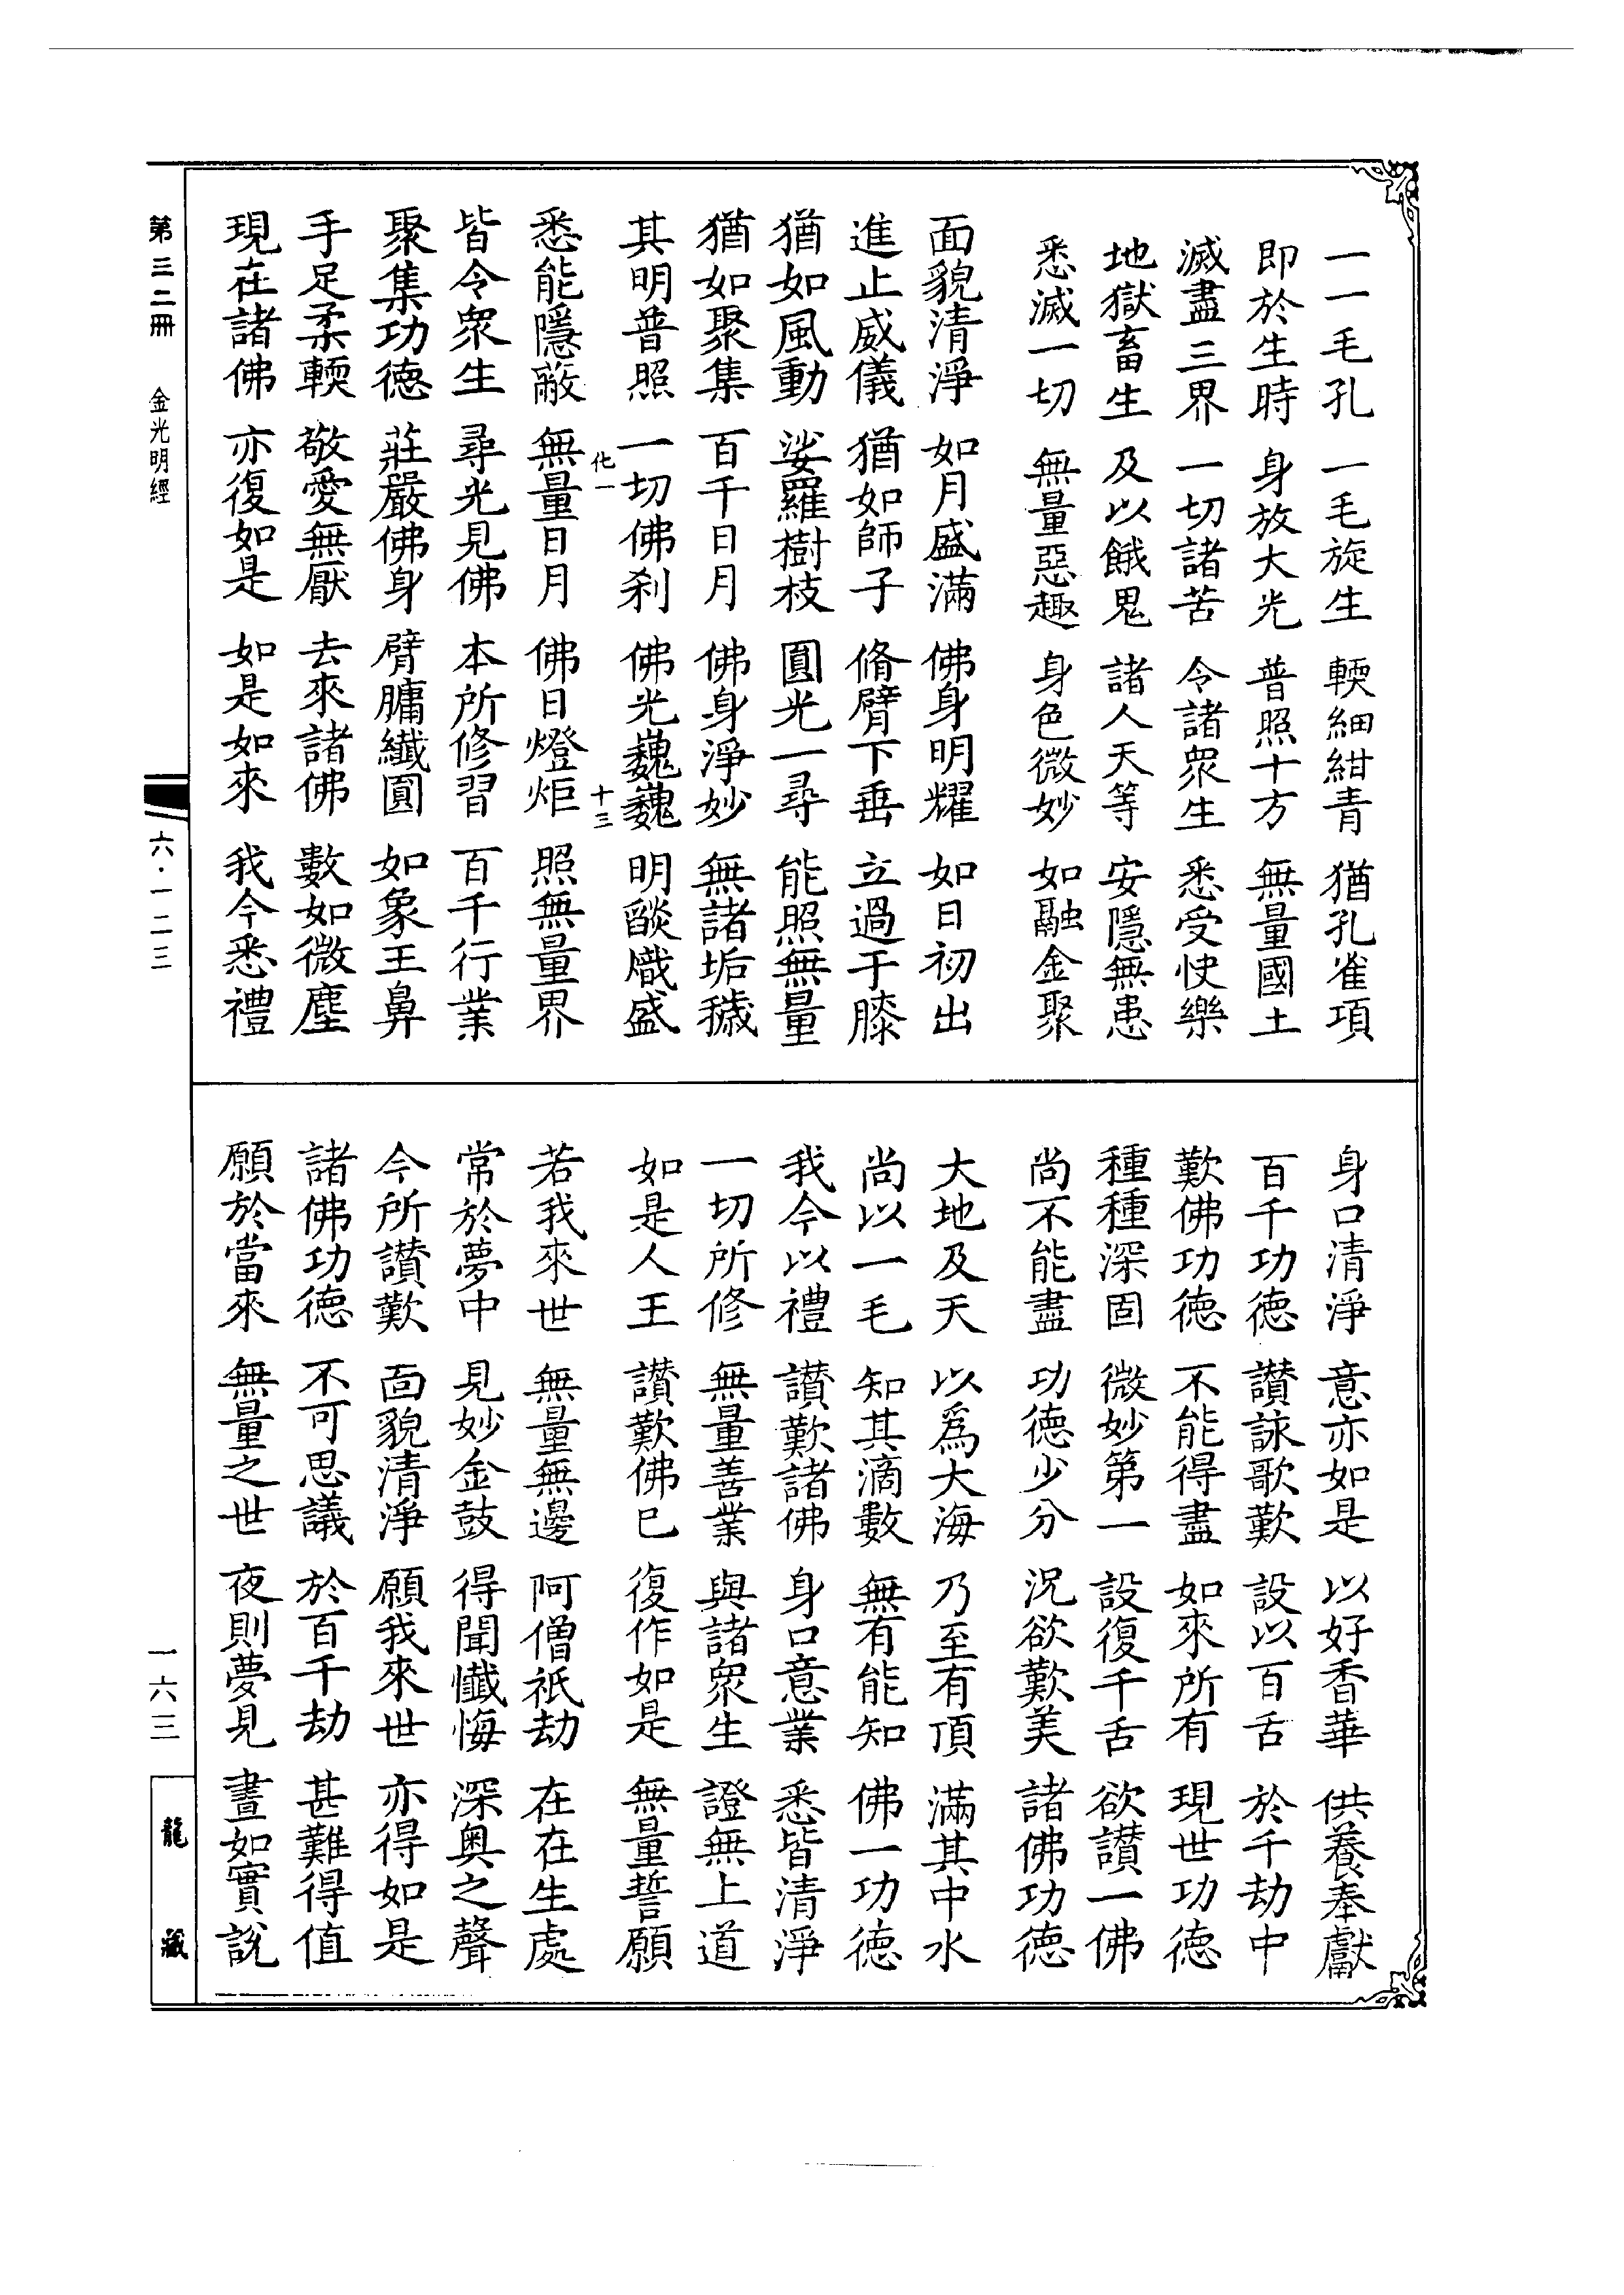 一一毛孔 一毛旋生 輭細紺青 猶孔雀項
即於生時 身放大光 普照十方 無量國土
滅盡三界 一切諸苦 令諸眾生 悉受快樂
地獄畜生 及以餓鬼 諸人天等 安隱無患
悉滅一切 無量惡趣 身色微妙 如融金聚
面貌清淨 如月盛滿 佛身明耀 如日初出
進止威儀 猶如師子 脩臂下垂 立過于膝
猶如風動 娑羅樹枝 圓光一尋 能照無量
猶如聚集 百千日月 佛身淨妙 無諸垢穢
其明普照 一切佛刹 佛光巍巍 明燄熾盛
化一 十三
悉能隱蔽 無量日月 佛日燈炬 照無量界
皆令眾生 尋光見佛 本所修習 百千行業
聚集功德 莊嚴佛身 臂𦟛纖圓 如象王鼻
手足柔輭 敬愛無厭 去來諸佛 數如微塵
現在諸佛 亦復如是 如是如來 我今悉禮
身口清淨 意亦如是 以好香華 供養奉獻
百千功德 讚詠歌歎 設以百舌 於千劫中
歎佛功德 不能得盡 如來所有 現世功德
種種深固 微妙第一 設復千舌 欲讚一佛
尚不能盡 功德少分 況欲歎美 諸佛功德
大地及天 以爲大海 乃至有頂 滿其中水
尚以一毛 知其滴數 無有能知 佛一功德
我今以禮 讚歎諸佛 身口意業 悉皆清淨
一切所修 無量善業 與諸眾生 證無上道
如是人王 讚歎佛已 復作如是 無量誓願
若我來世 無量無邊 阿僧祇劫 在在生處
常於夢中 見妙金鼓 得聞懺悔 深奧之聲
今所讚歎 面貌清淨 願我來世 亦得如是
諸佛功德 不可思議 於百千劫 甚難得值
願於當來 無量之世 夜則夢見 晝如實說
第三二冊 金光明經 六·一二三 一六三 龍藏